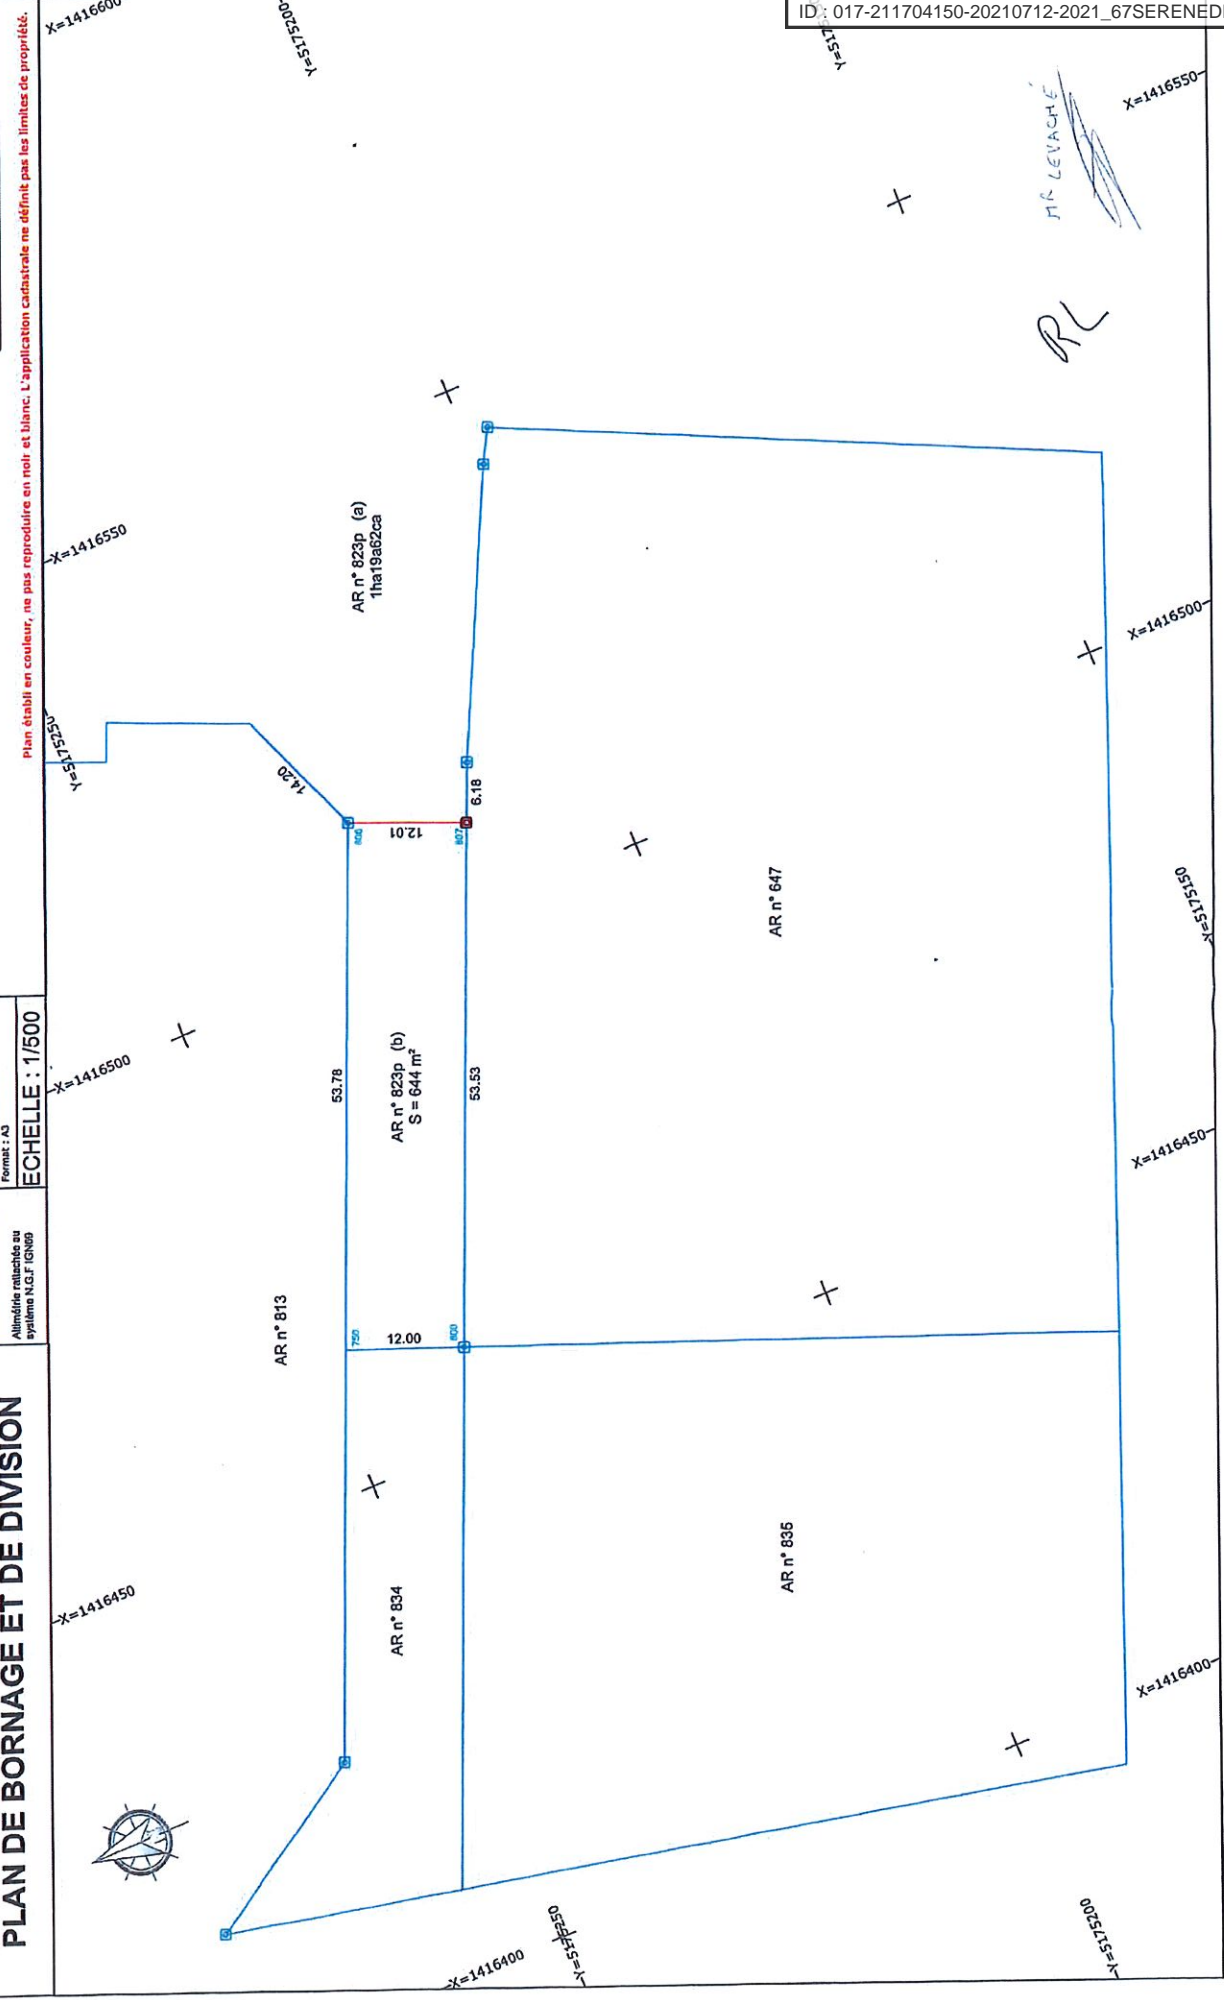 ID : 017-211704150-20210712-2021_67SERENEDI
PLAN DE BORNAGE ET DE DIVISION
Altimétrie rattachée au
système N.G.F IGN69
Format : A3
ECHELLE : 1/500
Plan établi en couleur, ne pas reproduire en noir et blanc. L'application cadastrale ne définit pas les limites de propriété.
X=1416400
X=1416450
X=1416500
X=1416550
X=1416600
Y=5175250
Y=5175200
AR n° 813
53.78
14.20
AR n° 823p (a)
1ha19a62ca
AR n° 834
12.00
800
AR n° 823p (b)
S = 644 m²
12.01
807
53.53
6.18
AR n° 835
AR n° 647
Y=5175250
Y=5175200
X=1416400
X=1416450
Y=5175150
X=1416500
X=1416550
RL
MR LEVACHÉ